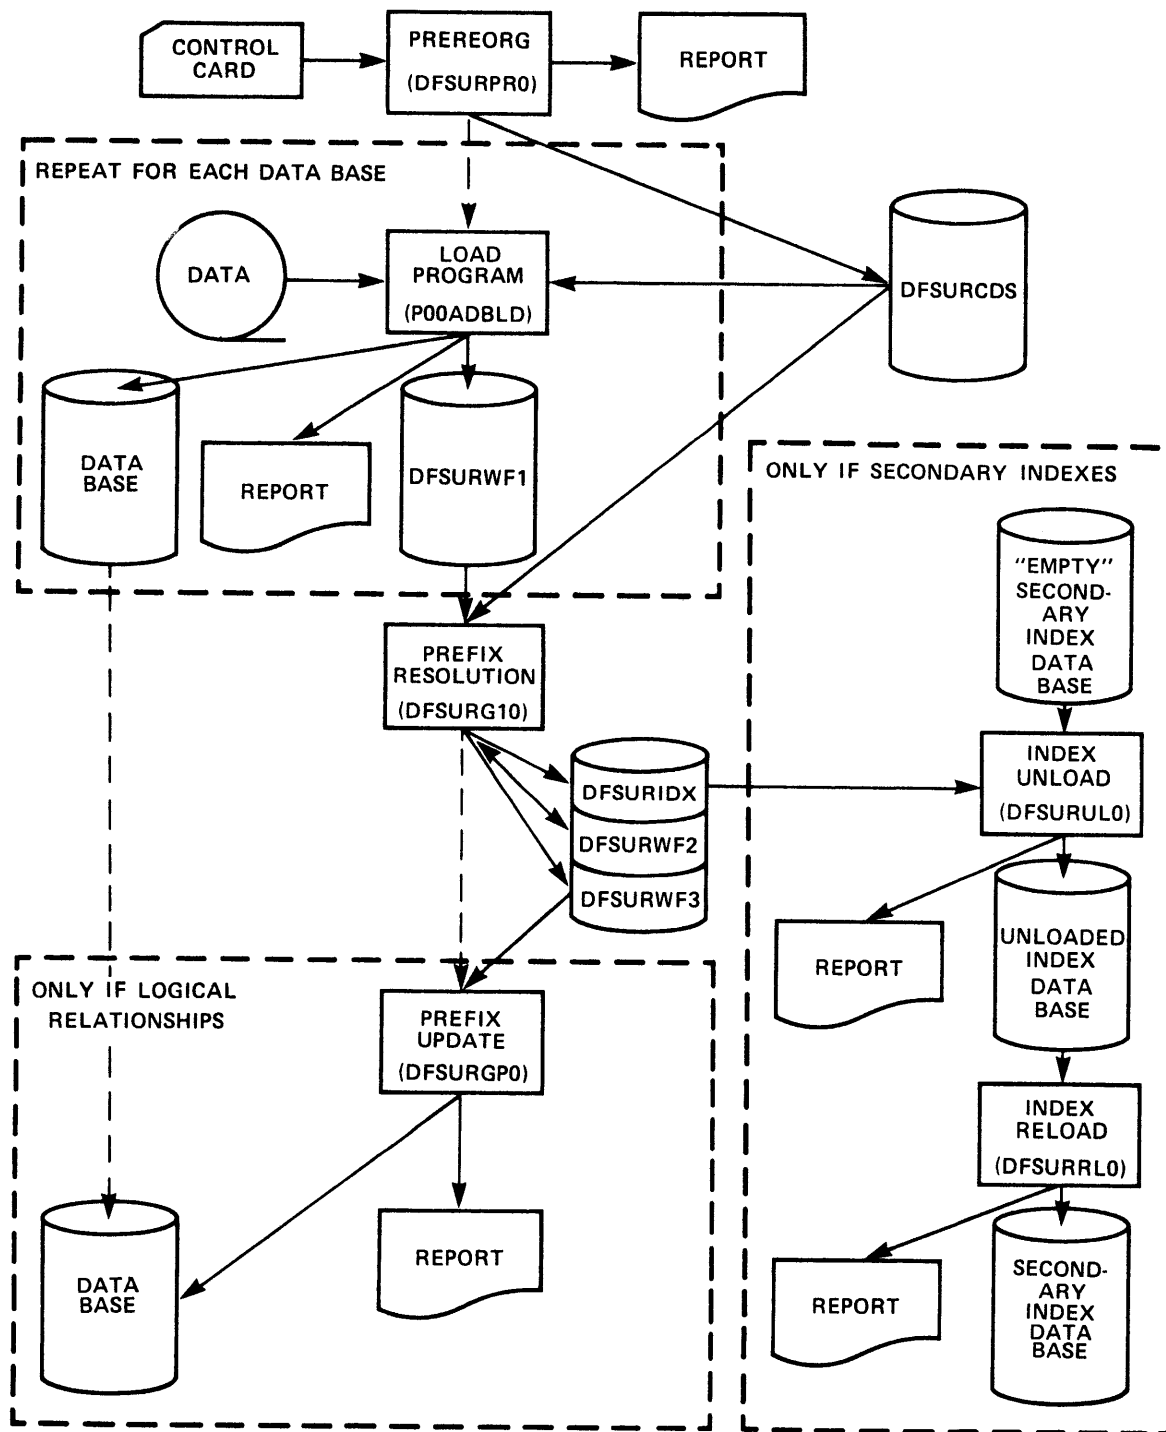 CONTROL
CARD
PREREORG
(DFSURPR0)
REPORT
REPEAT FOR EACH DATA BASE
DATA
LOAD
PROGRAM
(P00ADBLD)
DFSURCDS
DATA
BASE
REPORT
DFSURWF1
ONLY IF SECONDARY INDEXES
"EMPTY"
SECOND-
ARY
INDEX
DATA
BASE
PREFIX
RESOLUTION
(DFSURG10)
DFSURIDX
DFSURWF2
DFSURWF3
INDEX
UNLOAD
(DFSURUL0)
REPORT
UNLOADED
INDEX
DATA
BASE
ONLY IF LOGICAL
RELATIONSHIPS
PREFIX
UPDATE
(DFSURGP0)
INDEX
RELOAD
(DFSURRL0)
DATA
BASE
REPORT
REPORT
SECOND-
ARY
INDEX
DATA
BASE